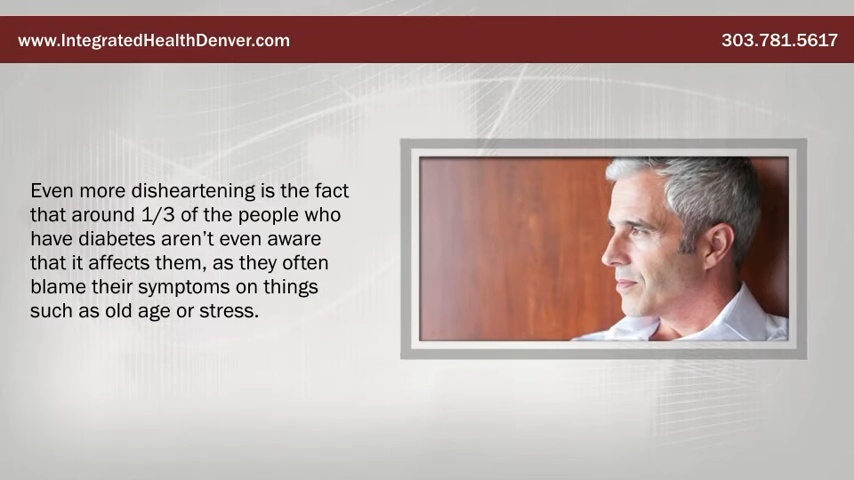 www.IntegratedHealthDenver.com
303.781.5617
Even more disheartening is the fact
that around 1/3 of the people who
have diabetes aren’t even aware
that it affects them, as they often
blame their symptoms on things
such as old age or stress.